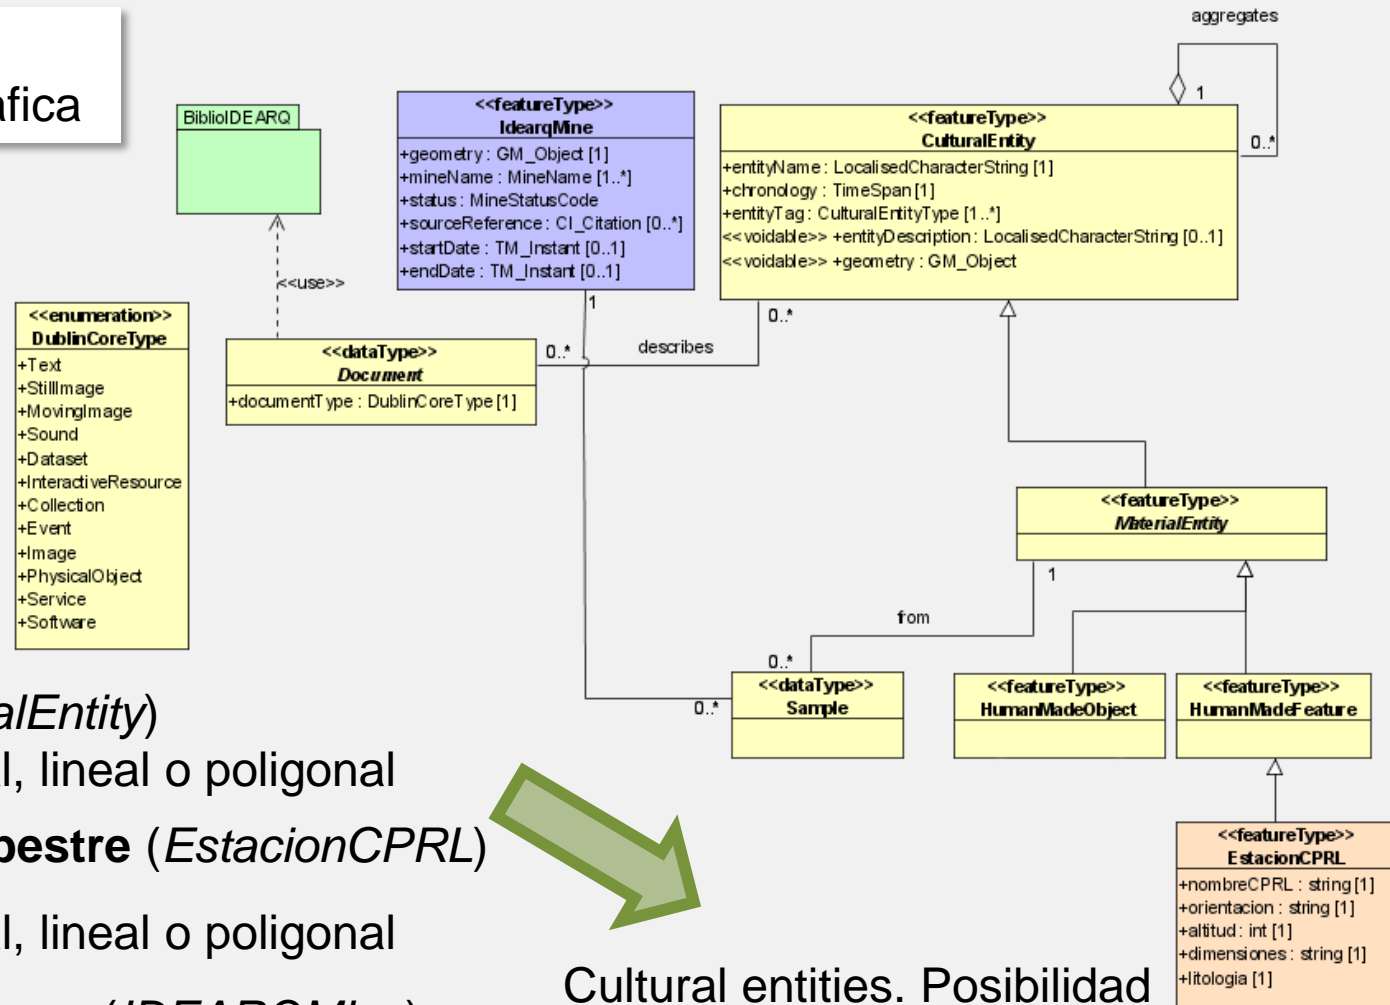 afica
aggregates
1
0..*
BiblioIDEARQ
<<use>>
<<featureType>>
IdearqMine
+geometry : GM_Object [1]
+mineName : MineName [1..*]
+status : MineStatusCode
+sourceReference : CI_Citation [0..*]
+startDate : TM_Instant [0..1]
+endDate : TM_Instant [0..1]
1
<<featureType>>
CulturalEntity
+entityName : LocalisedCharacterString [1]
+chronology : TimeSpan [1]
+entityTag : CulturalEntityType [1..*]
<<voidable>> +entityDescription : LocalisedCharacterString [0..1]
<<voidable>> +geometry : GM_Object
0..*
describes
0..*
<<enumeration>>
DublinCoreType
+Text
+StillImage
+MovingImage
+Sound
+Dataset
+InteractiveResource
+Collection
+Event
+Image
+PhysicalObject
+Service
+Software
<<dataType>>
Document
+documentType : DublinCoreType [1]
<<featureType>>
MaterialEntity
1
from
0..*
0..*
<<dataType>>
Sample
<<featureType>>
HumanMadeObject
<<featureType>>
HumanMadeFeature
<<featureType>>
EstacionCPRL
+nombreCPRL : string [1]
+orientacion : string [1]
+altitud : int [1]
+dimensiones : string [1]
+litologia [1]
alEntity)
l, lineal o poligonal
pestre (EstacionCPRL)
l, lineal o poligonal
Cultural entities. Posibilidad